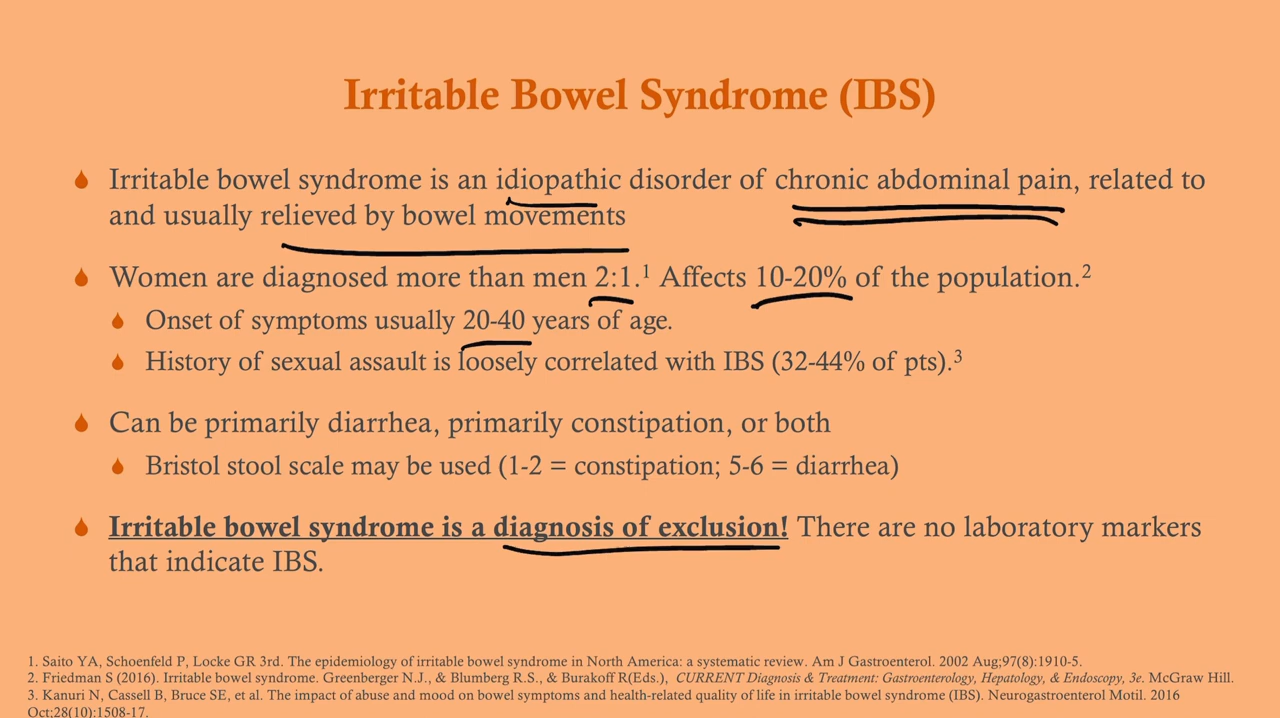 Irritable Bowel Syndrome (IBS)
Irritable bowel syndrome is an idiopathic disorder of chronic abdominal pain, related to
and usually relieved by bowel movements
Women are diagnosed more than men 2:1.¹ Affects 10-20% of the population.²
Onset of symptoms usually 20-40 years of age.
History of sexual assault is loosely correlated with IBS (32-44% of pts).³
Can be primarily diarrhea, primarily constipation, or both
Bristol stool scale may be used (1-2 = constipation; 5-6 = diarrhea)
Irritable bowel syndrome is a diagnosis of exclusion! There are no laboratory markers
that indicate IBS.
1. Saito YA, Schoenfeld P, Locke GR 3rd. The epidemiology of irritable bowel syndrome in North America: a systematic review. Am J Gastroenterol. 2002 Aug;97(8):1910-5.
2. Friedman S (2016). Irritable bowel syndrome. Greenberger N.J., & Blumberg R.S., & Burakoff R(Eds.), CURRENT Diagnosis & Treatment: Gastroenterology, Hepatology, & Endoscopy, 3e. McGraw Hill.
3. Kanuri N, Cassell B, Bruce SE, et al. The impact of abuse and mood on bowel symptoms and health-related quality of life in irritable bowel syndrome (IBS). Neurogastroenterol Motil. 2016
Oct;28(10):1508-17.